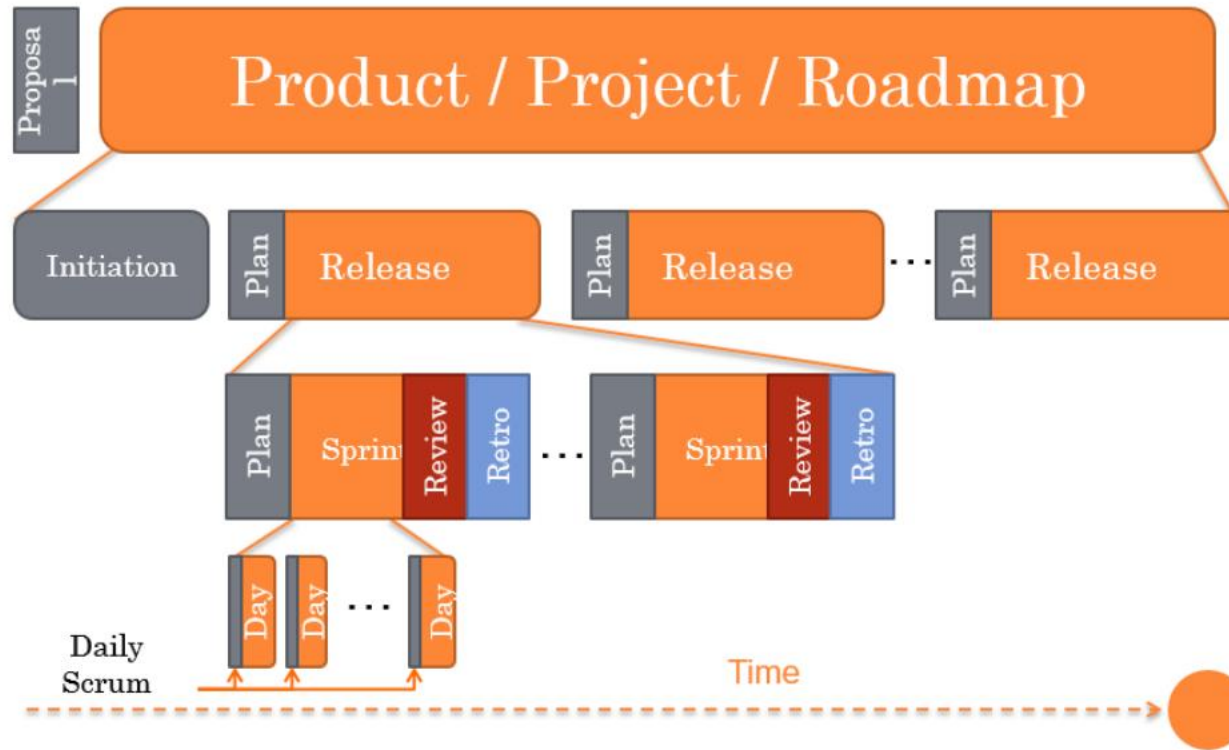 Proposa
l
Product / Project / Roadmap
Initiation
Plan
Release
Plan
Release
...
Plan
Release
Plan
Sprint
Review
Retro
...
Plan
Sprint
Review
Retro
Day
Day
...
Day
Daily
Scrum
Time